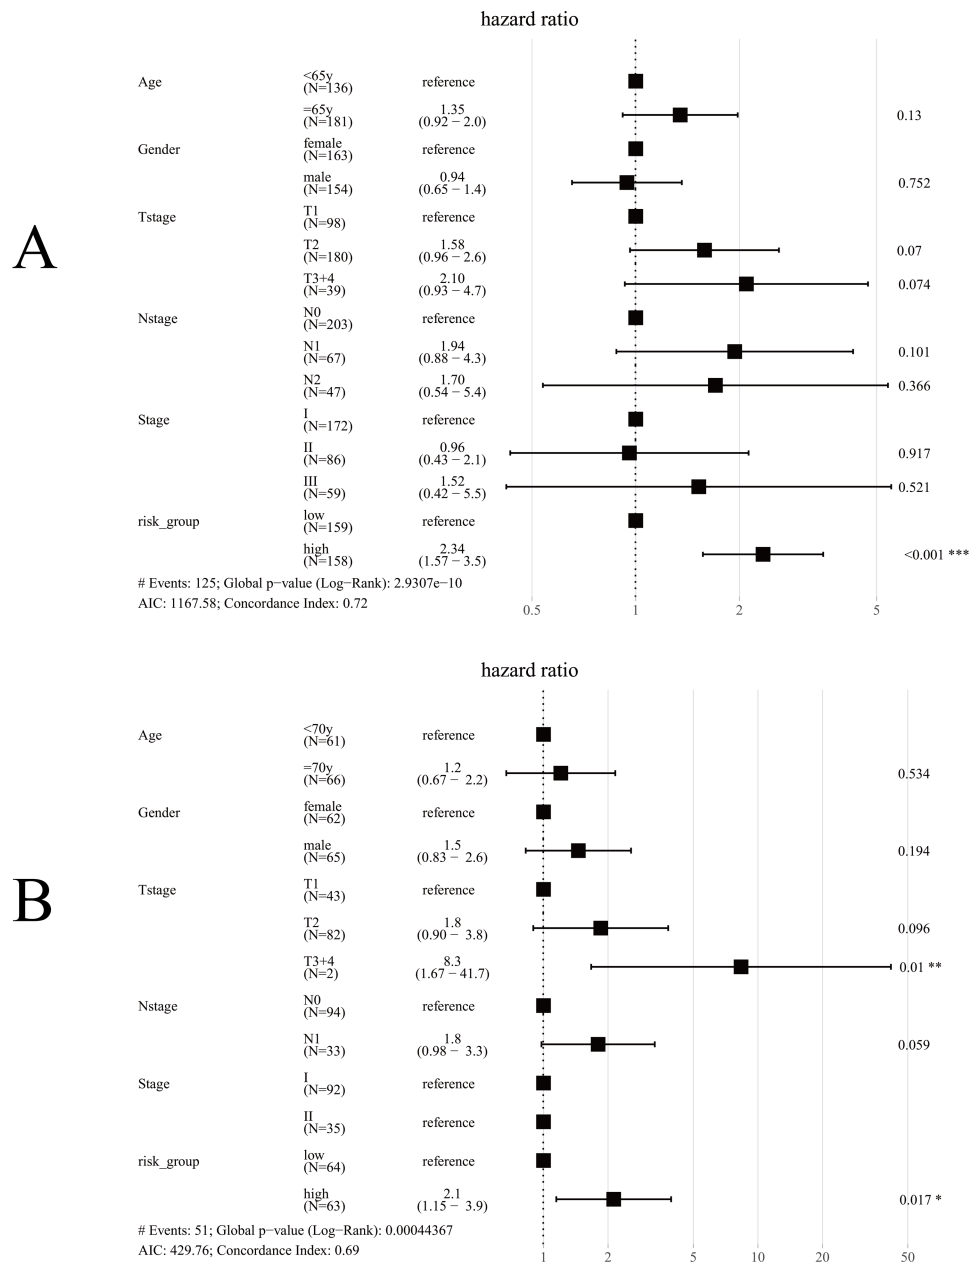 hazard ratio
A
Age <65y reference
(N=136)
=65y 1.35 0.13
(N=181) (0.92 − 2.0)
Gender female reference
(N=163)
male 0.94 0.752
(N=154) (0.65 − 1.4)
Tstage T1 reference
(N=98)
T2 1.58 0.07
(N=180) (0.96 − 2.6)
T3+4 2.10 0.074
(N=39) (0.93 − 4.7)
Nstage N0 reference
(N=203)
N1 1.94 0.101
(N=67) (0.88 − 4.3)
N2 1.70 0.366
(N=47) (0.54 − 5.4)
Stage I reference
(N=172)
II 0.96 0.917
(N=86) (0.43 − 2.1)
III 1.52 0.521
(N=59) (0.42 − 5.5)
risk_group low reference
(N=159)
high 2.34 <0.001 ***
(N=158) (1.57 − 3.5)
# Events: 125; Global p−value (Log−Rank): 2.9307e−10
AIC: 1167.58; Concordance Index: 0.72
0.5 1 2 5
hazard ratio
B
Age <70y reference
(N=61)
=70y 1.2 0.534
(N=66) (0.67 − 2.2)
Gender female reference
(N=62)
male 1.5 0.194
(N=65) (0.83 − 2.6)
Tstage T1 reference
(N=43)
T2 1.8 0.096
(N=82) (0.90 − 3.8)
T3+4 8.3 0.01 **
(N=2) (1.67 − 41.7)
Nstage N0 reference
(N=94)
N1 1.8 0.059
(N=33) (0.98 − 3.3)
Stage I reference
(N=92)
II reference
(N=35)
risk_group low reference
(N=64)
high 2.1 0.017 *
(N=63) (1.15 − 3.9)
# Events: 51; Global p−value (Log−Rank): 0.00044367
AIC: 429.76; Concordance Index: 0.69
1 2 5 10 20 50